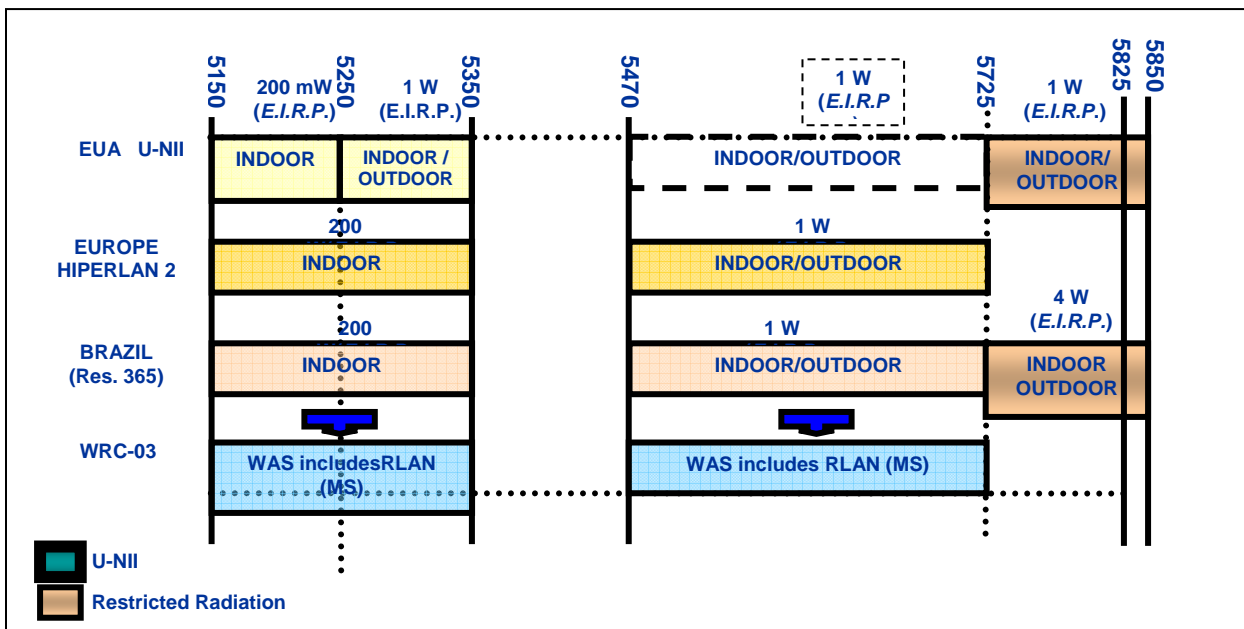 5150
5250
5350
5470
5725
5825
5850
200 mW
(E.I.R.P.)
1 W
(E.I.R.P.)
1 W
(E.I.R.P
1 W
(E.I.R.P.)
EUA U-NII
INDOOR
INDOOR /
OUTDOOR
INDOOR/OUTDOOR
INDOOR/
OUTDOOR
EUROPE
HIPERLAN 2
200
INDOOR
1 W
INDOOR/OUTDOOR
4 W
(E.I.R.P.)
BRAZIL
(Res. 365)
200
INDOOR
1 W
INDOOR/OUTDOOR
INDOOR
OUTDOOR
WRC-03
WAS includesRLAN
(MS)
WAS includes RLAN (MS)
U-NII
Restricted Radiation